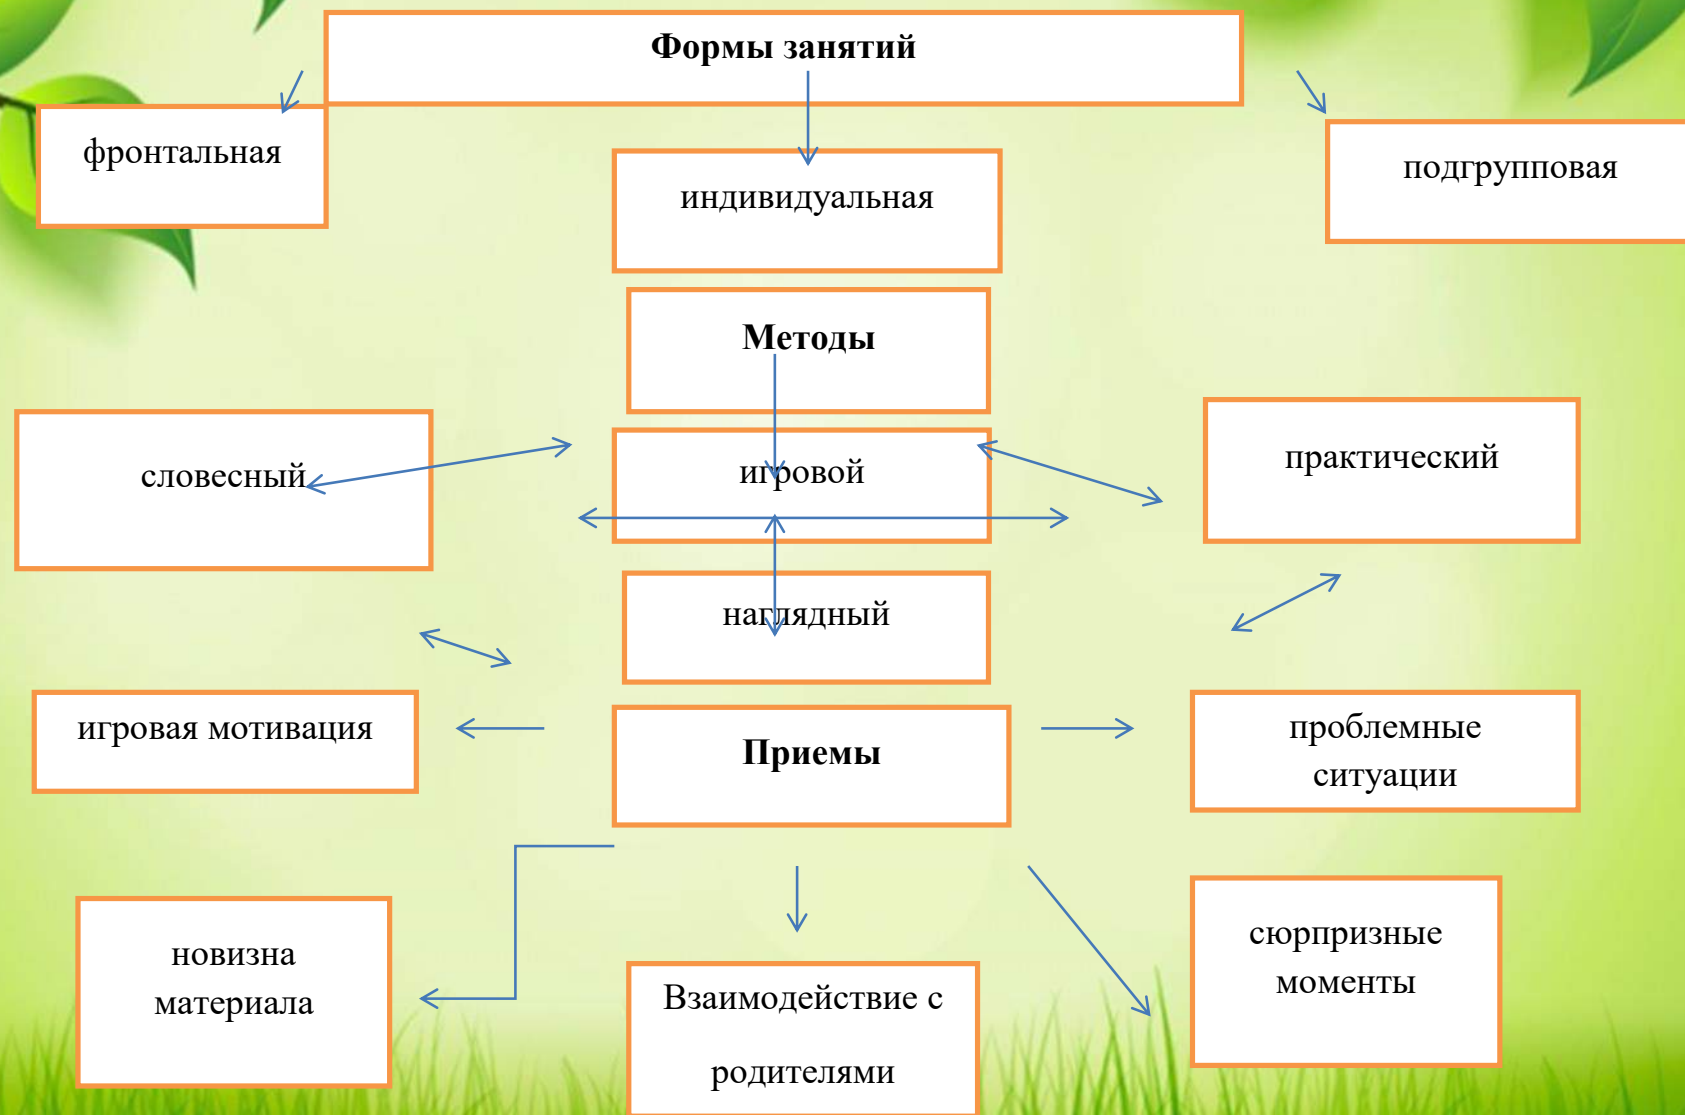 Формы занятий
фронтальная
индивидуальная
подгрупповая
Методы
словесный
игровой
практический
наглядный
игровая мотивация
Приемы
проблемные
ситуации
новизна
материала
Взаимодействие с
родителями
сюрпризные
моменты